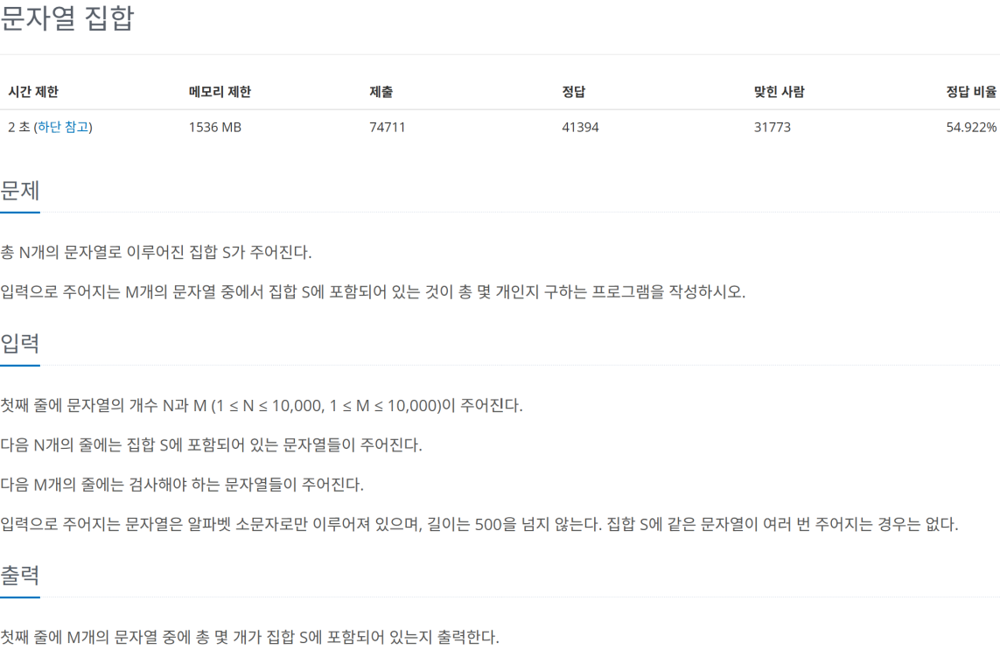 문자열 집합
시간 제한 메모리 제한 제출 정답 맞힌 사람 정답 비율
2 초 (하단 참고) 1536 MB 74711 41394 31773 54.922%
문제
총 N개의 문자열로 이루어진 집합 S가 주어진다.
입력으로 주어지는 M개의 문자열 중에서 집합 S에 포함되어 있는 것이 총 몇 개인지 구하는 프로그램을 작성하시오.
입력
첫째 줄에 문자열의 개수 N과 M (1 ≤ N ≤ 10,000, 1 ≤ M ≤ 10,000)이 주어진다.
다음 N개의 줄에는 집합 S에 포함되어 있는 문자열들이 주어진다.
다음 M개의 줄에는 검사해야 하는 문자열들이 주어진다.
입력으로 주어지는 문자열은 알파벳 소문자로만 이루어져 있으며, 길이는 500을 넘지 않는다. 집합 S에 같은 문자열이 여러 번 주어지는 경우는 없다.
출력
첫째 줄에 M개의 문자열 중에 총 몇 개가 집합 S에 포함되어 있는지 출력한다.